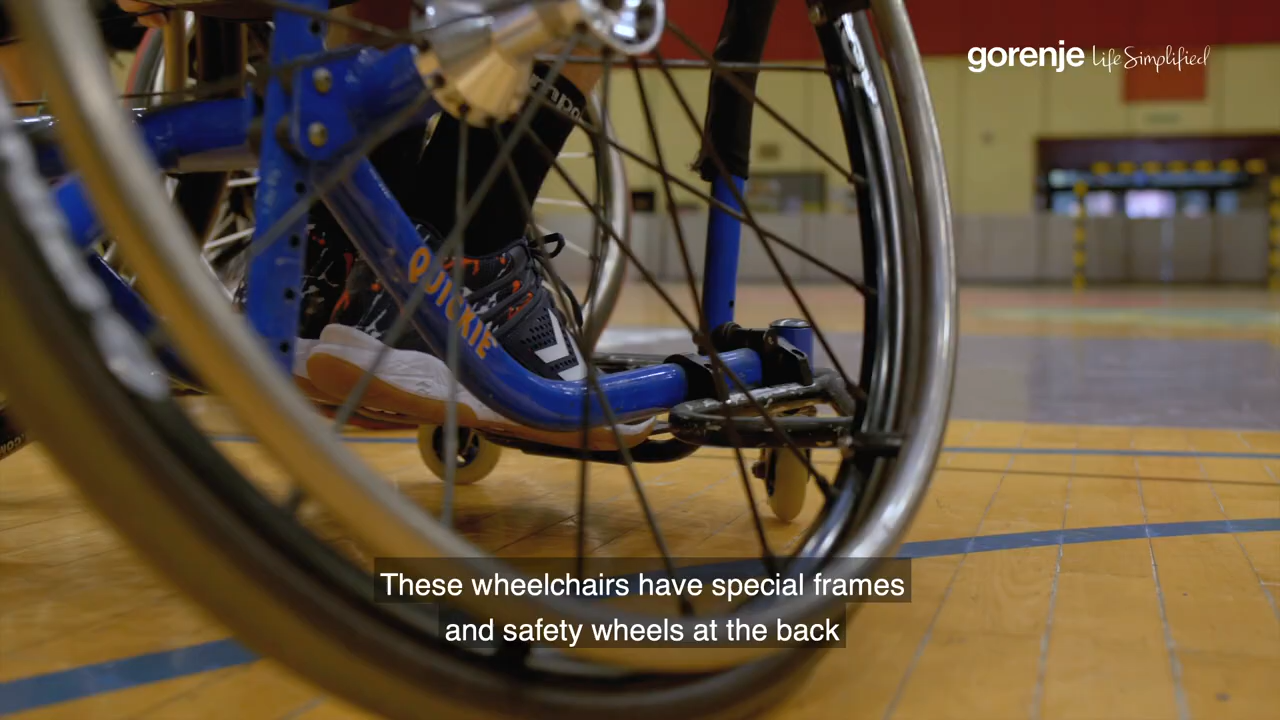 gorenje Life Simplified
QUICKIE
These wheelchairs have special frames
and safety wheels at the back